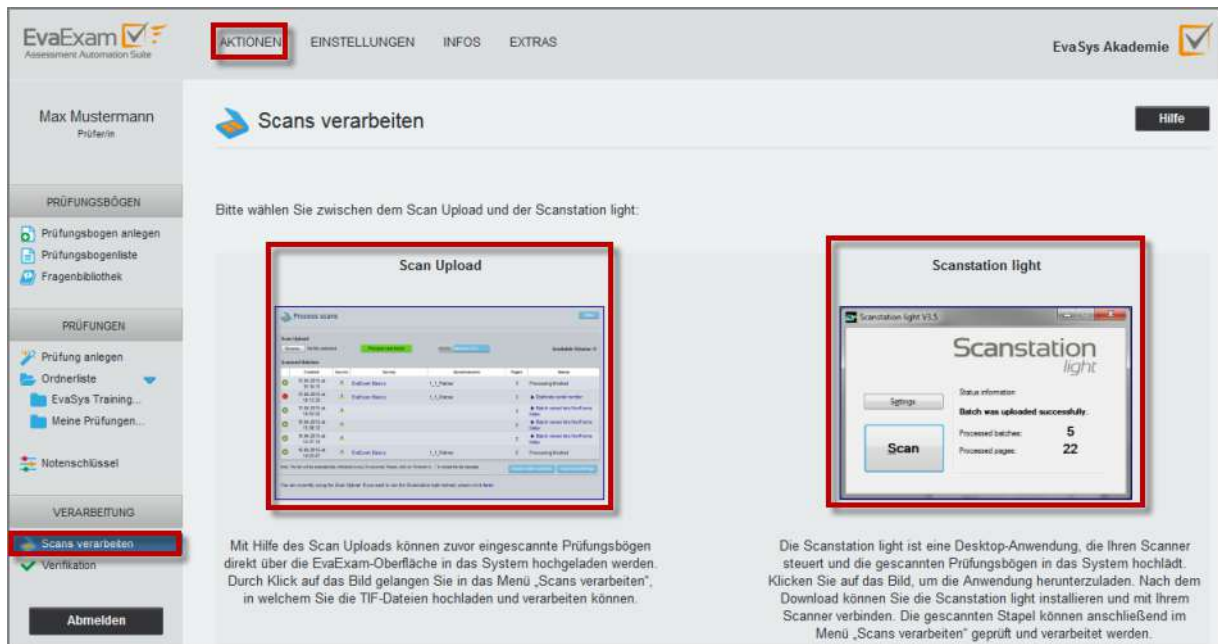 EvaExam
Assessment Automation Suite
AKTIONEN EINSTELLUNGEN INFOS EXTRAS
EvaSys Akademie
Max Mustermann
Prüfer/in
Scans verarbeiten
Hilfe
PRÜFUNGSBÖGEN
Prüfungsbogen anlegen
Prüfungsbogenliste
Fragenbibliothek
PRÜFUNGEN
Prüfung anlegen
Ordnerliste
EvaSys Training...
Meine Prüfungen...
Notenschlüssel
VERARBEITUNG
Scans verarbeiten
Verifikation
Abmelden
Bitte wählen Sie zwischen dem Scan Upload und der Scanstation light:
Scan Upload
Process scans
Scan Upload
Mit Hilfe des Scan Uploads können zuvor eingescannte Prüfungsbögen
direkt über die EvaExam-Oberfläche in das System hochgeladen werden.
Durch Klick auf das Bild gelangen Sie in das Menü „Scans verarbeiten“,
in welchem Sie die TIF-Dateien hochladen und verarbeiten können.
Scanstation light
Scanstation light V3.5
Scanstation
light
Settings
Status information:
Batch was uploaded successfully.
Scan
Processed batches: 5
Processed pages: 22
Die Scanstation light ist eine Desktop-Anwendung, die Ihren Scanner
steuert und die gescannten Prüfungsbögen in das System hochlädt.
Klicken Sie auf das Bild, um die Anwendung herunterzuladen. Nach dem
Download können Sie die Scanstation light installieren und mit Ihrem
Scanner verbinden. Die gescannten Stapel können anschließend im
Menü „Scans verarbeiten“ geprüft und verarbeitet werden.